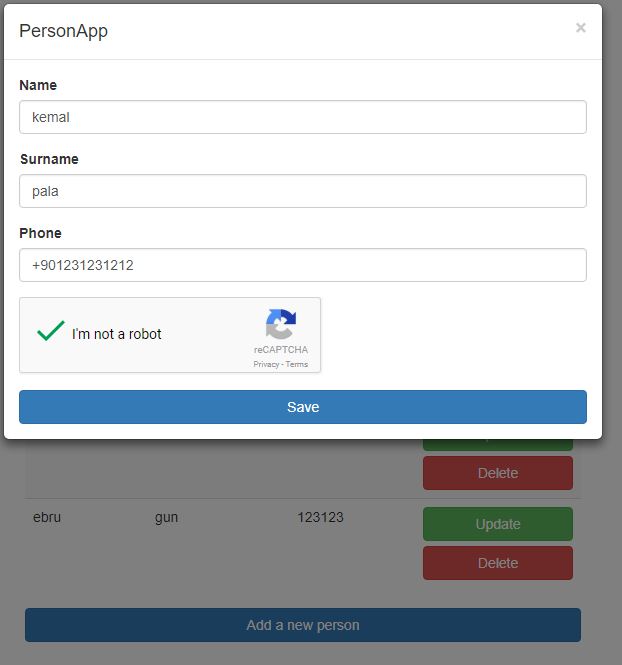 PersonApp ×
Name
kemal
Surname
pala
Phone
+901231231212
I'm not a robot
reCAPTCHA
Privacy - Terms
Save
Delete
ebru gun 123123 Update
Delete
Add a new person